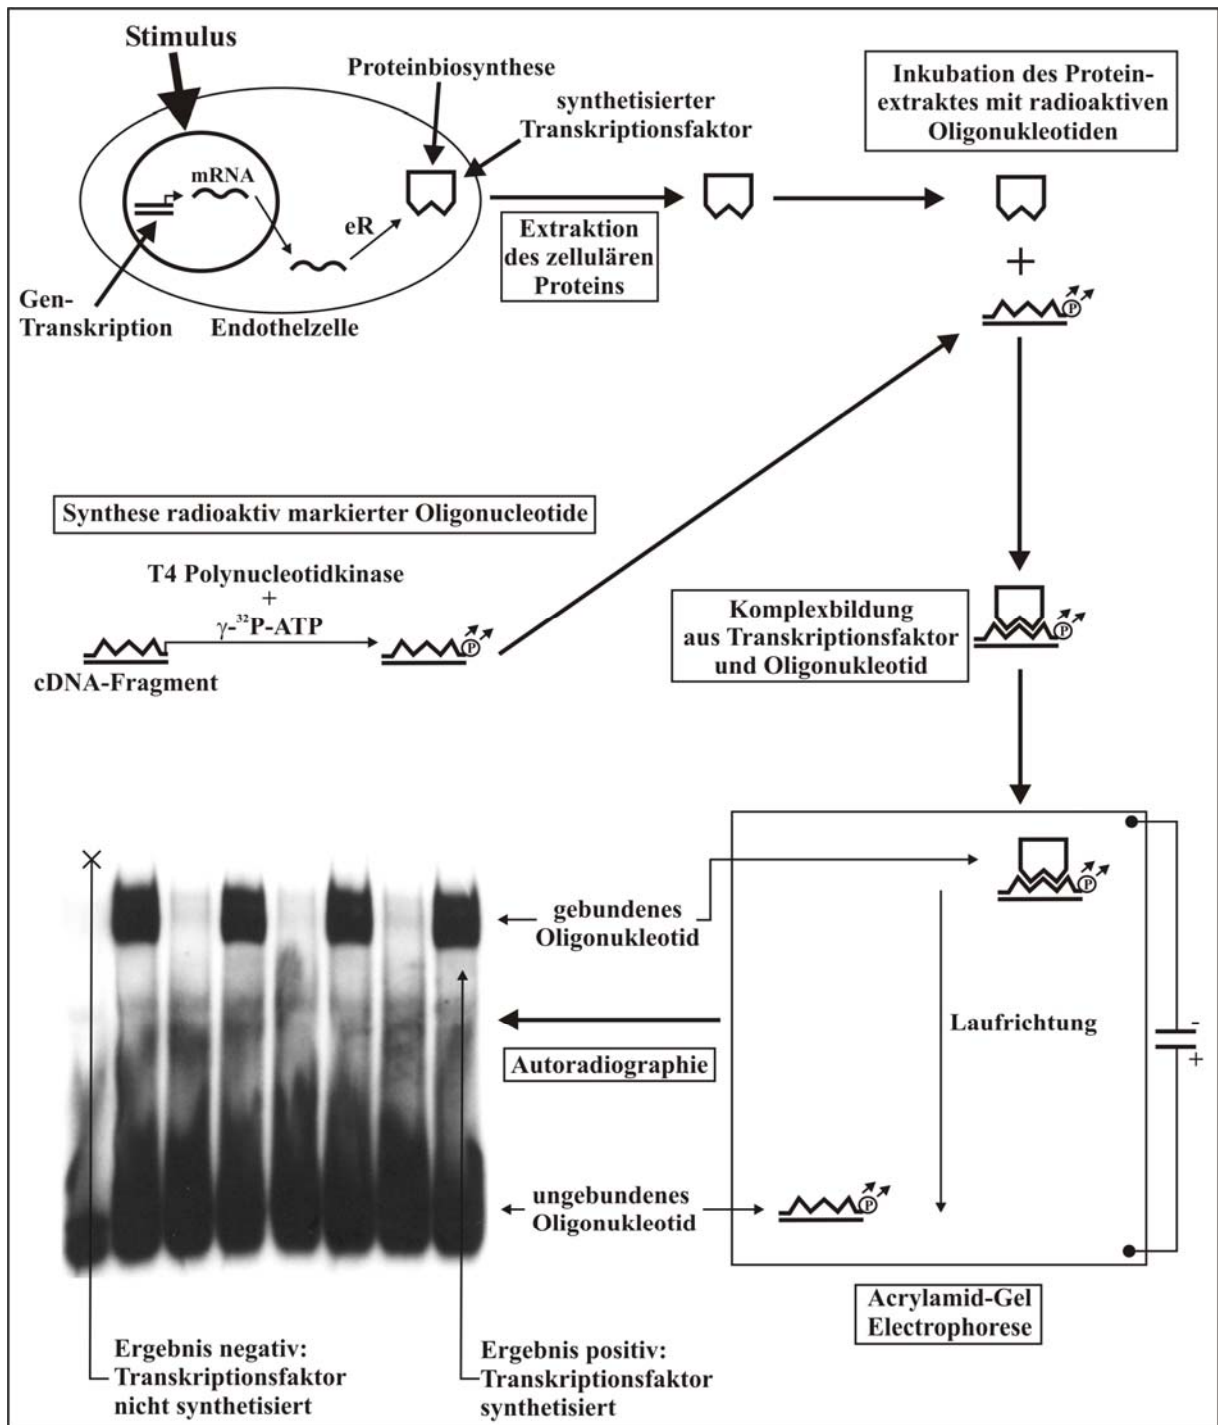 Stimulus
Proteinbiosynthese
synthetisierter
Transkriptionsfaktor
mRNA
eR
Gen-
Transkription
Endothelzelle
Extraktion
des zellulären
Proteins
Inkubation des Protein-
extraktes mit radioaktiven
Oligonukleotiden
+
P
Synthese radioaktiv markierter Oligonucleotide
T4 Polynucleotidkinase
+
γ-³²P-ATP
P
cDNA-Fragment
Komplexbildung
aus Transkriptionsfaktor
und Oligonukleotid
P
gebundenes
Oligonukleotid
P
Laufrichtung
-
+
Autoradiographie
ungebundenes
Oligonukleotid
P
Acrylamid-Gel
Electrophorese
Ergebnis negativ:
Transkriptionsfaktor
nicht synthetisiert
Ergebnis positiv:
Transkriptionsfaktor
synthetisiert